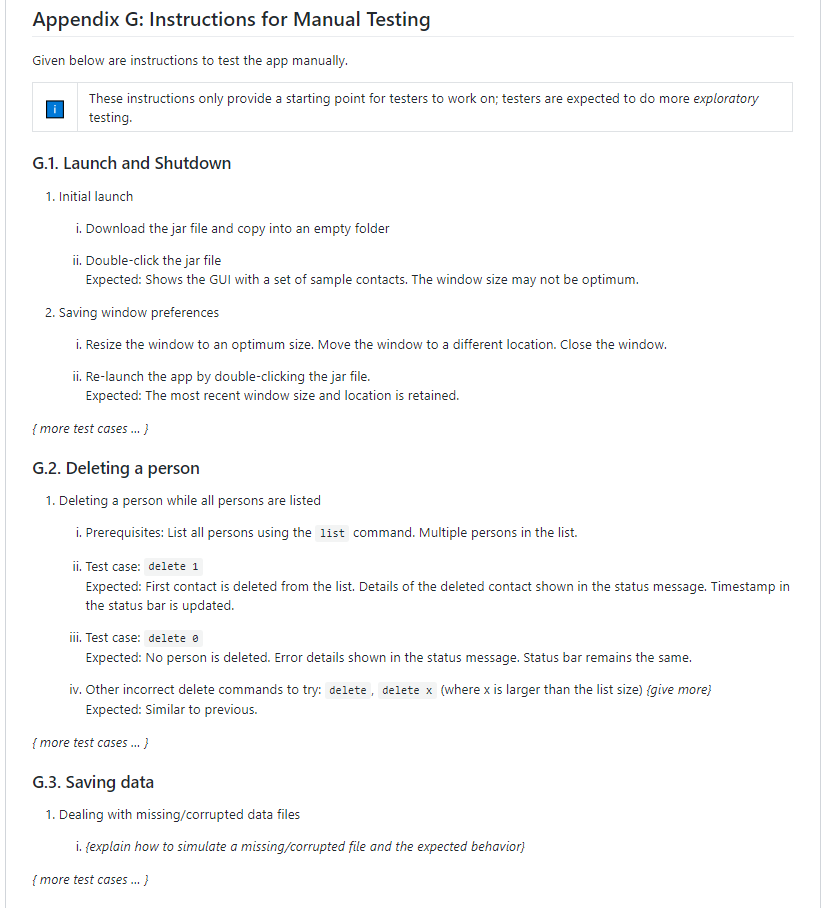 Appendix G: Instructions for Manual Testing
Given below are instructions to test the app manually.
i
These instructions only provide a starting point for testers to work on; testers are expected to do more exploratory
testing.
G.1. Launch and Shutdown
1. Initial launch
i. Download the jar file and copy into an empty folder
ii. Double-click the jar file
Expected: Shows the GUI with a set of sample contacts. The window size may not be optimum.
2. Saving window preferences
i. Resize the window to an optimum size. Move the window to a different location. Close the window.
ii. Re-launch the app by double-clicking the jar file.
Expected: The most recent window size and location is retained.
{ more test cases … }
G.2. Deleting a person
1. Deleting a person while all persons are listed
i. Prerequisites: List all persons using the list command. Multiple persons in the list.
ii. Test case: delete 1
Expected: First contact is deleted from the list. Details of the deleted contact shown in the status message. Timestamp in
the status bar is updated.
iii. Test case: delete 0
Expected: No person is deleted. Error details shown in the status message. Status bar remains the same.
iv. Other incorrect delete commands to try: delete, delete x (where x is larger than the list size) {give more}
Expected: Similar to previous.
{ more test cases … }
G.3. Saving data
1. Dealing with missing/corrupted data files
i. {explain how to simulate a missing/corrupted file and the expected behavior}
{ more test cases … }